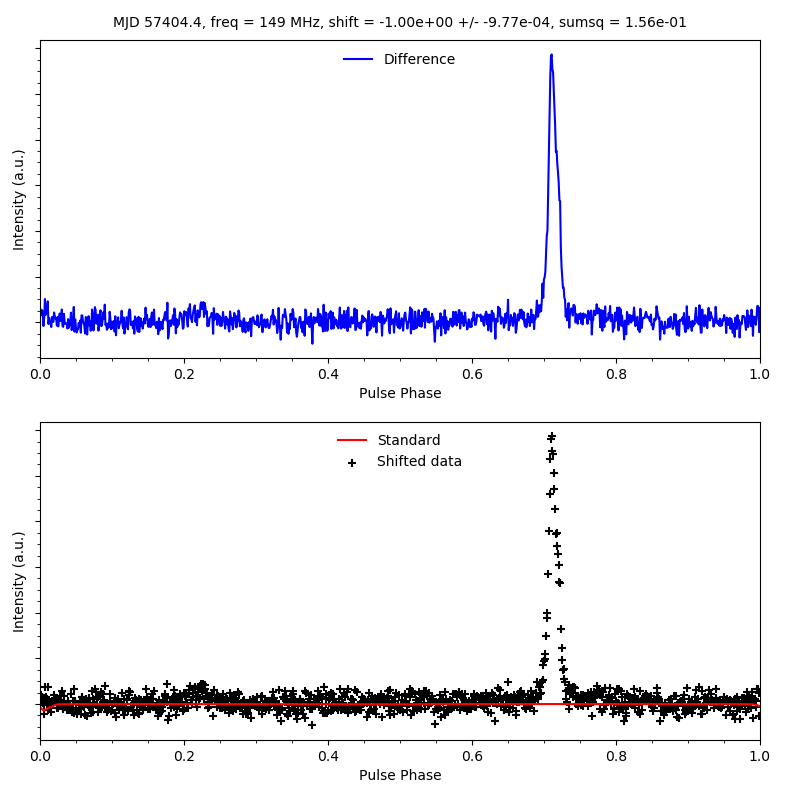 MJD 57404.4, freq = 149 MHz, shift = -1.00e+00 +/- -9.77e-04, sumsq = 1.56e-01
Difference
Intensity (a.u.)
0.0 0.2 0.4 0.6 0.8 1.0
Pulse Phase
Standard
Shifted data
Intensity (a.u.)
0.0 0.2 0.4 0.6 0.8 1.0
Pulse Phase